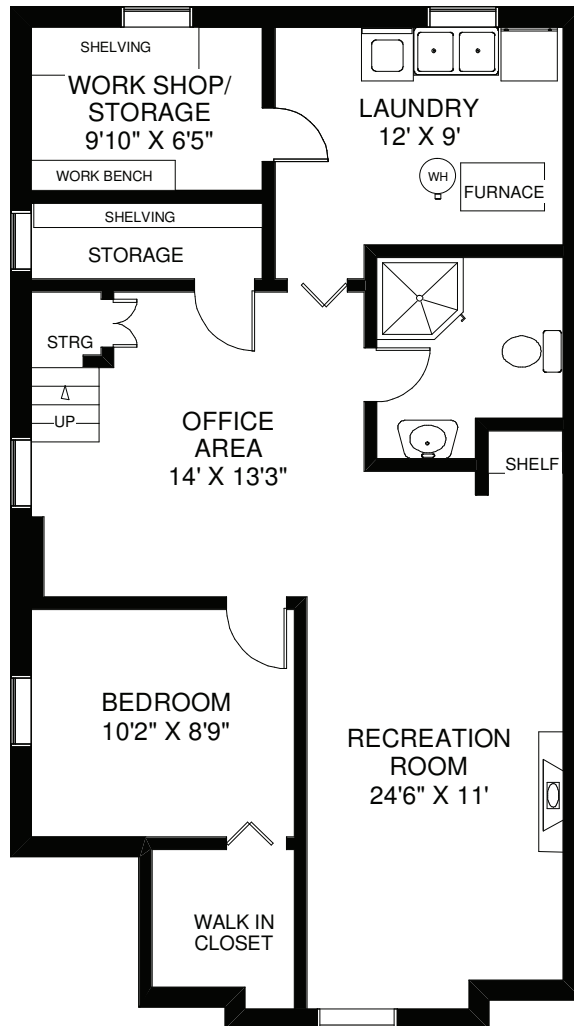 SHELVING
WORK SHOP/
STORAGE
9'10" X 6'5"
WORK BENCH
LAUNDRY
12' X 9'
WH
FURNACE
SHELVING
STORAGE
STRG
UP
OFFICE
AREA
14' X 13'3"
SHELF
BEDROOM
10'2" X 8'9"
RECREATION
ROOM
24'6" X 11'
WALK IN
CLOSET